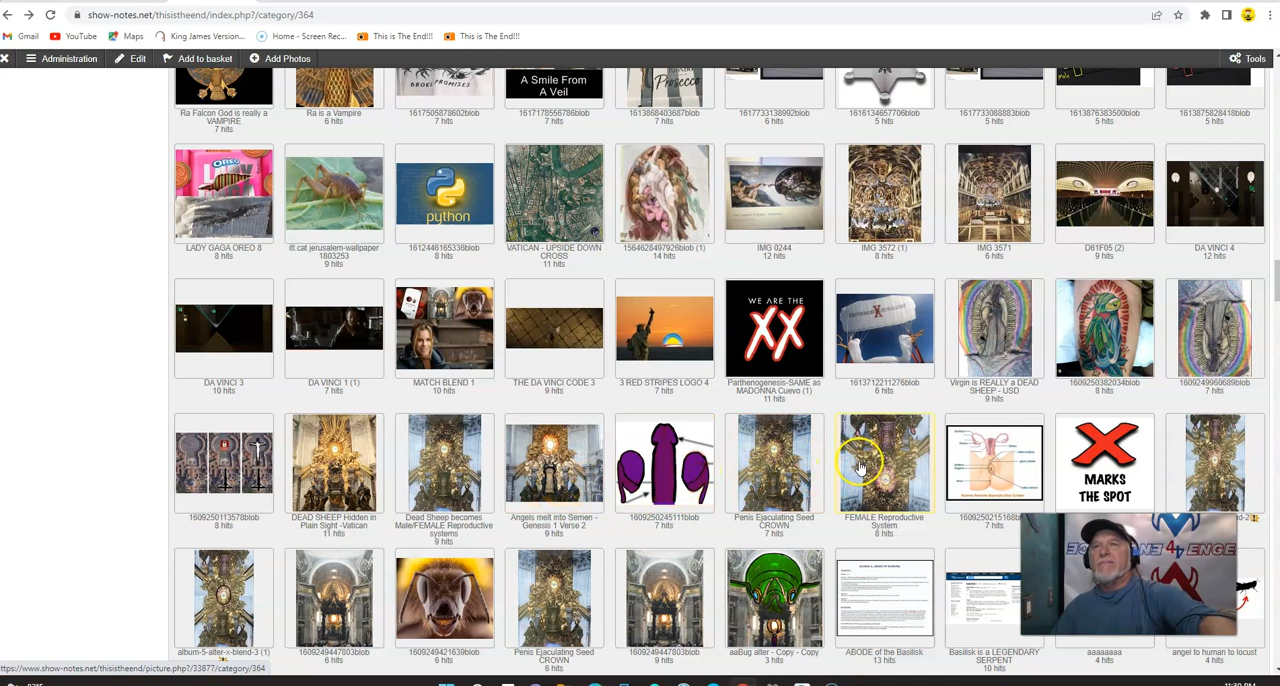 show-notes.net/thisistheend/index.php?/category/364
Gmail YouTube Maps King James Version... Home - Screen Rec... This is The End!! This is The End!!
Administration Edit Add to basket Add Photos Tools
BROKE PROMISES
A Smile From
A Veil
Prosecco
Ra Falcon God is really a
VAMPIRE
7 hits
Ra is a Vampire
6 hits
1617505878602blob
7 hits
1617178556786blob
7 hits
1613868403687blob
7 hits
1617733138992blob
6 hits
1616134657706blob
5 hits
1617733088883blob
5 hits
1613876383500blob
5 hits
1613875828418blob
5 hits
OREO
python
LADY GAGA OREO 8
8 hits
itl.cat jerusalem-wallpaper
1803253
9 hits
1612446165336blob
8 hits
VATICAN - UPSIDE DOWN
CROSS
11 hits
1564628497926blob (1)
14 hits
IMG 0244
12 hits
IMG 3572 (1)
8 hits
IMG 3571
6 hits
D61F05 (2)
9 hits
DA VINCI 4
12 hits
WE ARE THE
XX
DA VINCI 3
10 hits
DA VINCI 1 (1)
7 hits
MATCH BLEND 1
10 hits
THE DA VINCI CODE 3
9 hits
3 RED STRIPES LOGO 4
7 hits
Parthenogenesis-SAME as
MADONNA Cuevo (1)
11 hits
1613712211276blob
6 hits
Virgin is REALLY a DEAD
SHEEP - USD
9 hits
1609250382034blob
8 hits
1609249960689blob
7 hits
X
MARKS
THE SPOT
1609250113578blob
8 hits
DEAD SHEEP Hidden in
Plain Sight -Vatican
11 hits
Dead Sheep becomes
Male/FEMALE Reproductive
systems
9 hits
Angels melt into Semen -
Genesis 1 Verse 2
9 hits
1609250245111blob
7 hits
Penis Ejaculating Seed
CROWN
7 hits
FEMALE Reproductive
System
8 hits
1609250215168blob
7 hits
album-5-alter-x-blend-3 (1)
6 hits
1609249447803blob
6 hits
1609249421639blob
6 hits
Penis Ejaculating Seed
CROWN
6 hits
1609249447803blob
9 hits
aaBug alter - Copy - Copy
3 hits
ABODE of the Basilisk
13 hits
Basilisk is a LEGENDARY
SERPENT
10 hits
aaaaaaaa
4 hits
angel to human to locust
4 hits
https://www.show-notes.net/thisistheend/picture.php?/33877/category/364